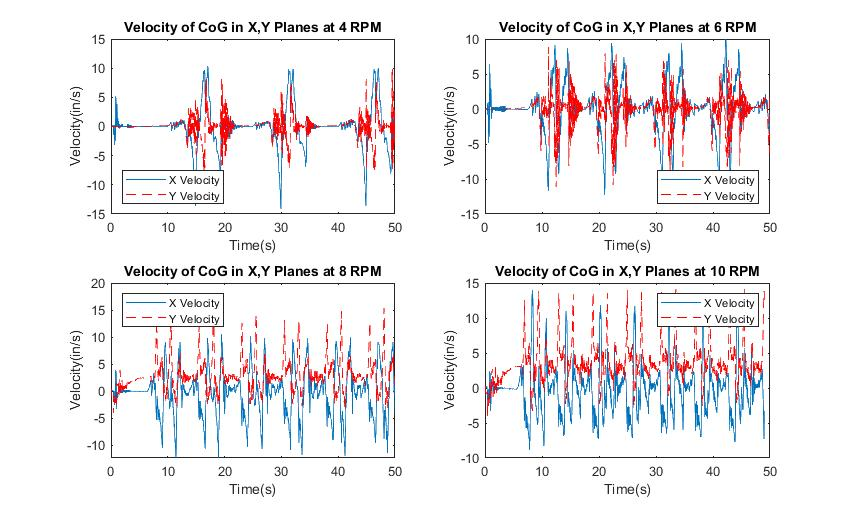 Velocity of CoG in X,Y Planes at 4 RPM
15
10
5
0
-5
-10
-15
Velocity(in/s)
X Velocity
Y Velocity
0 10 20 30 40 50
Time(s)
Velocity of CoG in X,Y Planes at 6 RPM
10
5
0
-5
-10
-15
Velocity(in/s)
X Velocity
Y Velocity
0 10 20 30 40 50
Time(s)
Velocity of CoG in X,Y Planes at 8 RPM
20
15
10
5
0
-5
-10
Velocity(in/s)
X Velocity
Y Velocity
0 10 20 30 40 50
Time(s)
Velocity of CoG in X,Y Planes at 10 RPM
15
10
5
0
-5
-10
Velocity(in/s)
X Velocity
Y Velocity
0 10 20 30 40 50
Time(s)